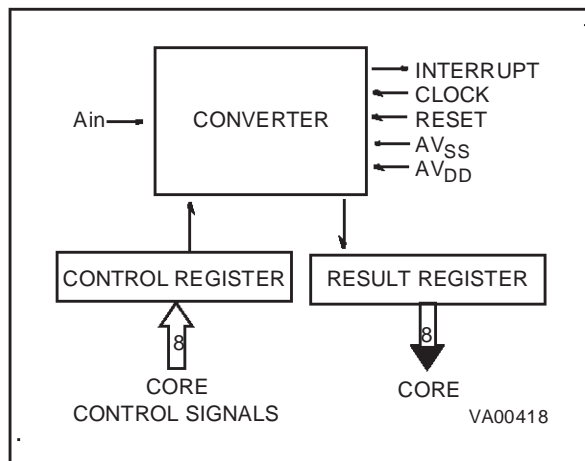 INTERRUPT
CLOCK
Ain
CONVERTER
RESET
AVSS
AVDD
CONTROL REGISTER
RESULT REGISTER
8
8
CORE
CONTROL SIGNALS
CORE
VA00418